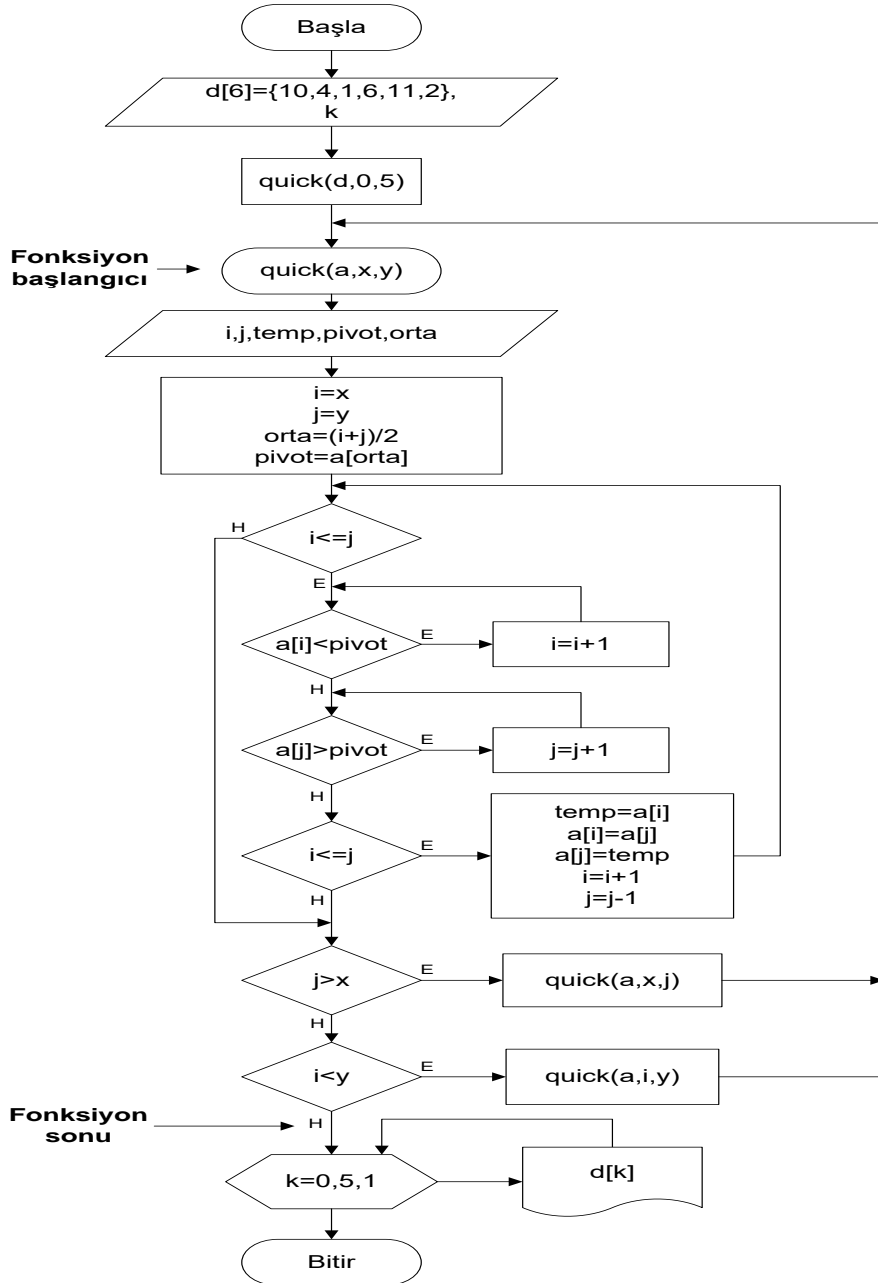 Başla
d[6]={10,4,1,6,11,2},
k
quick(d,0,5)
Fonksiyon
başlangıcı
quick(a,x,y)
i,j,temp,pivot,orta
i=x
j=y
orta=(i+j)/2
pivot=a[orta]
H
i<=j
E
a[i]<pivot
E
i=i+1
H
a[j]>pivot
E
j=j+1
H
i<=j
E
temp=a[i]
a[i]=a[j]
a[j]=temp
i=i+1
j=j-1
H
j>x
E
quick(a,x,j)
H
i<y
E
quick(a,i,y)
Fonksiyon
sonu
H
k=0,5,1
d[k]
Bitir